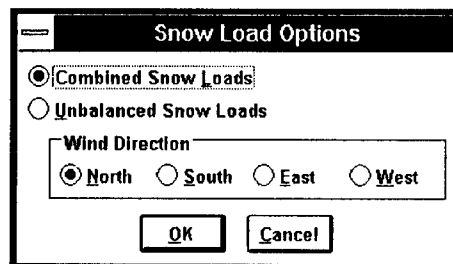 Snow Load Options
Combined Snow Loads
Unbalanced Snow Loads
Wind Direction
North South East West
OK Cancel